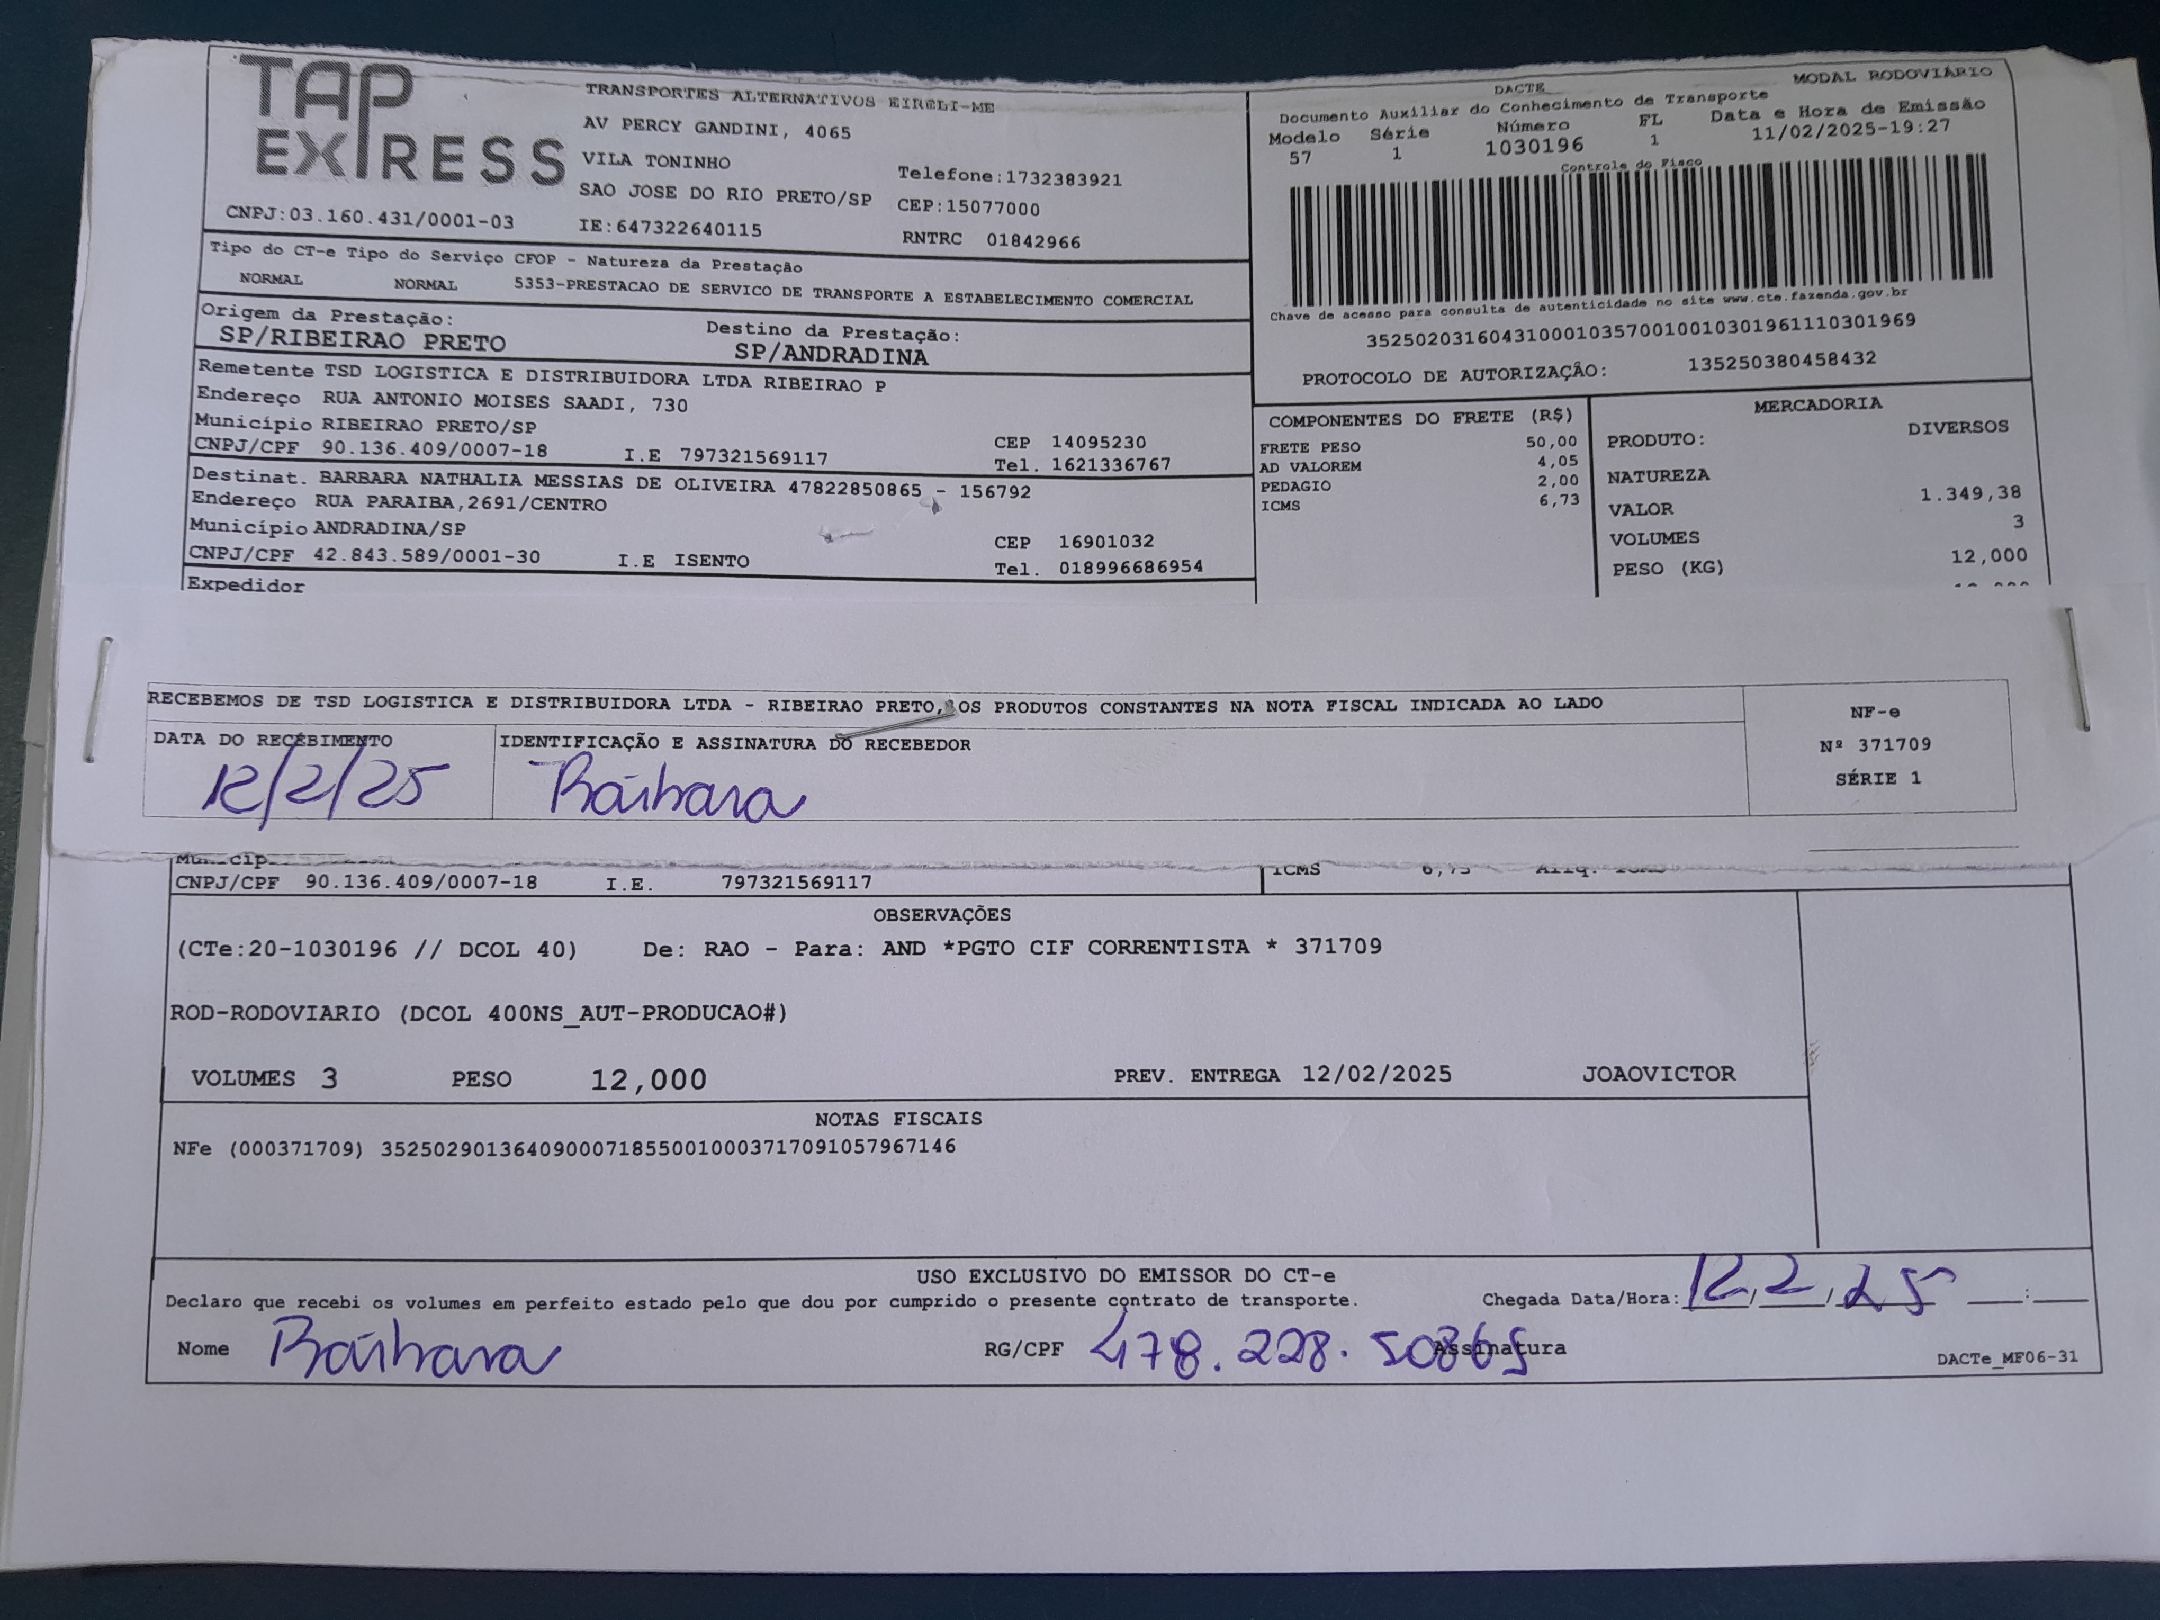 TAP EXPRESS
TRANSPORTES ALTERNATIVOS EIRELI-ME
AV PERCY GANDINI, 4065
VILA TONINHO
Telefone:1732383921
SAO JOSE DO RIO PRETO/SP CEP:15077000
CNPJ:03.160.431/0001-03 IE:647322640115 RNTRC 01842966
DACTE MODAL RODOVIÁRIO
Documento Auxiliar do Conhecimento de Transporte
Modelo Série Número FL Data e Hora de Emissão
57 1 1030196 1 11/02/2025-19:27
Controle do Fisco
Chave de acesso para consulta de autenticidade no site www.cte.fazenda.gov.br
35250203160431000103570010010301961110301969
PROTOCOLO DE AUTORIZAÇÃO: 135250380458432
Tipo do CT-e Tipo do Serviço CFOP - Natureza da Prestação
NORMAL NORMAL 5353-PRESTACAO DE SERVICO DE TRANSPORTE A ESTABELECIMENTO COMERCIAL
Origem da Prestação: Destino da Prestação:
SP/RIBEIRAO PRETO SP/ANDRADINA
Remetente TSD LOGISTICA E DISTRIBUIDORA LTDA RIBEIRAO P
Endereço RUA ANTONIO MOISES SAADI, 730
Município RIBEIRAO PRETO/SP CEP 14095230
CNPJ/CPF 90.136.409/0007-18 I.E 797321569117 Tel. 1621336767
Destinat. BARBARA NATHALIA MESSIAS DE OLIVEIRA 47822850865 - 156792
Endereço RUA PARAIBA,2691/CENTRO
Município ANDRADINA/SP CEP 16901032
CNPJ/CPF 42.843.589/0001-30 I.E ISENTO Tel. 018996686954
Expedidor
COMPONENTES DO FRETE (R$)
FRETE PESO 50,00
AD VALOREM 4,05
PEDAGIO 2,00
ICMS 6,73
MERCADORIA
PRODUTO: DIVERSOS
NATUREZA
VALOR 1.349,38
VOLUMES 3
PESO (KG) 12,000
RECEBEMOS DE TSD LOGISTICA E DISTRIBUIDORA LTDA - RIBEIRAO PRETO, OS PRODUTOS CONSTANTES NA NOTA FISCAL INDICADA AO LADO
DATA DO RECEBIMENTO IDENTIFICAÇÃO E ASSINATURA DO RECEBEDOR
12/2/25 Bárbara
NF-e
Nº 371709
SÉRIE 1
CNPJ/CPF 90.136.409/0007-18 I.E. 797321569117
ICMS
OBSERVAÇÕES
(CTe:20-1030196 // DCOL 40) De: RAO - Para: AND *PGTO CIF CORRENTISTA * 371709
ROD-RODOVIARIO (DCOL 400NS_AUT-PRODUCAO#)
VOLUMES 3 PESO 12,000 PREV. ENTREGA 12/02/2025 JOAOVICTOR
NOTAS FISCAIS
NFe (000371709) 35250290136409000718550010003717091057967146
USO EXCLUSIVO DO EMISSOR DO CT-e
Declaro que recebi os volumes em perfeito estado pelo que dou por cumprido o presente contrato de transporte. Chegada Data/Hora: 12/2/25 __:__
Nome Bárbara RG/CPF 478.228.50865 Assinatura
DACTe_MF06-31